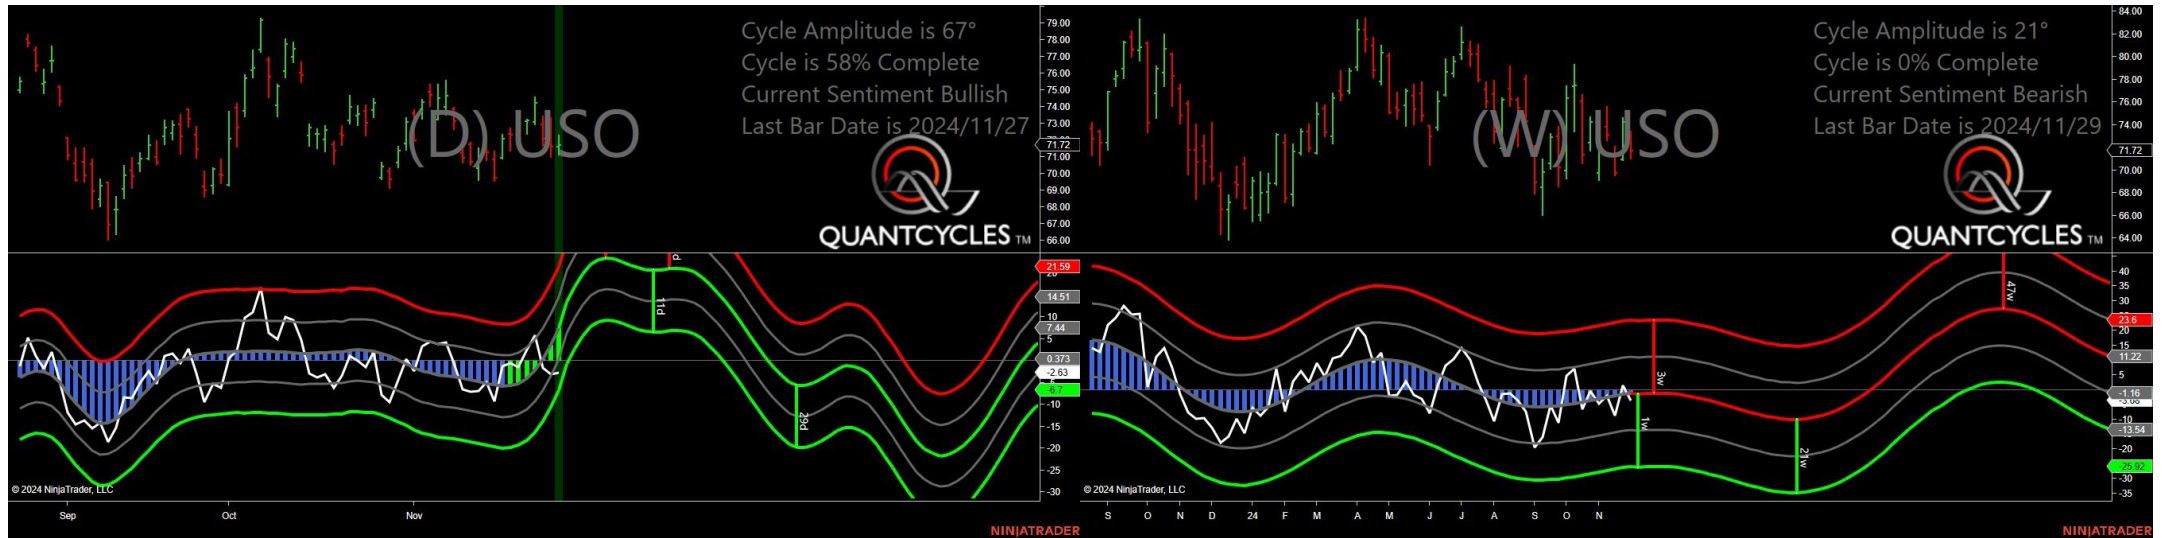 Cycle Amplitude is 67°
Cycle is 58% Complete
Current Sentiment Bullish
Last Bar Date is 2024/11/27
(D) USO
QUANTCYCLES TM
79.00
78.00
77.00
76.00
75.00
74.00
73.00
71.72
71.00
70.00
69.00
68.00
67.00
66.00
21.59
20
14.51
10
7.44
5
0.373
-2.63
-6.7
-10
-15
-20
-25
-30
11d
29d
© 2024 NinjaTrader, LLC
Sep
Oct
Nov
NINJATRADER
Cycle Amplitude is 21°
Cycle is 0% Complete
Current Sentiment Bearish
Last Bar Date is 2024/11/29
(W) USO
QUANTCYCLES TM
84.00
82.00
80.00
78.00
76.00
74.00
71.72
70.00
68.00
66.00
64.00
40
35
30
23.6
20
15
11.22
5
-1.16
-10
-13.54
-20
-25.92
-30
-35
3w
1w
21w
47w
© 2024 NinjaTrader, LLC
S
O
N
D
24
F
M
A
M
J
J
A
S
O
N
NINJATRADER